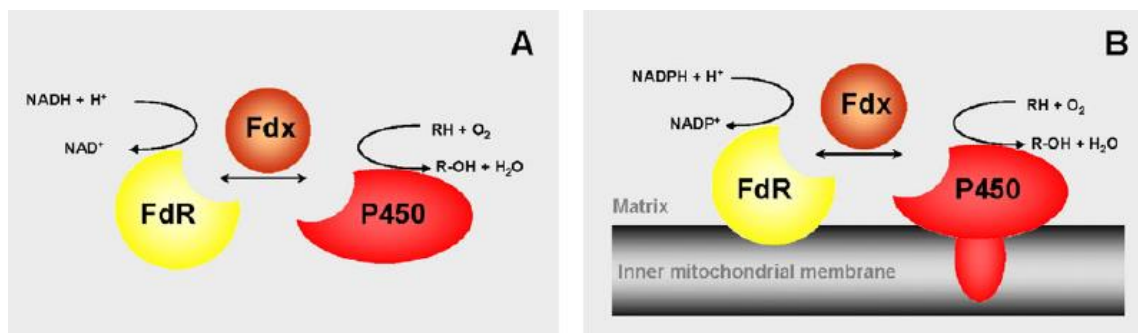 A
NADH + H⁺
NAD⁺
Fdx
RH + O₂
R-OH + H₂O
FdR
P450
B
NADPH + H⁺
NADP⁺
Fdx
RH + O₂
R-OH + H₂O
FdR
P450
Matrix
Inner mitochondrial membrane